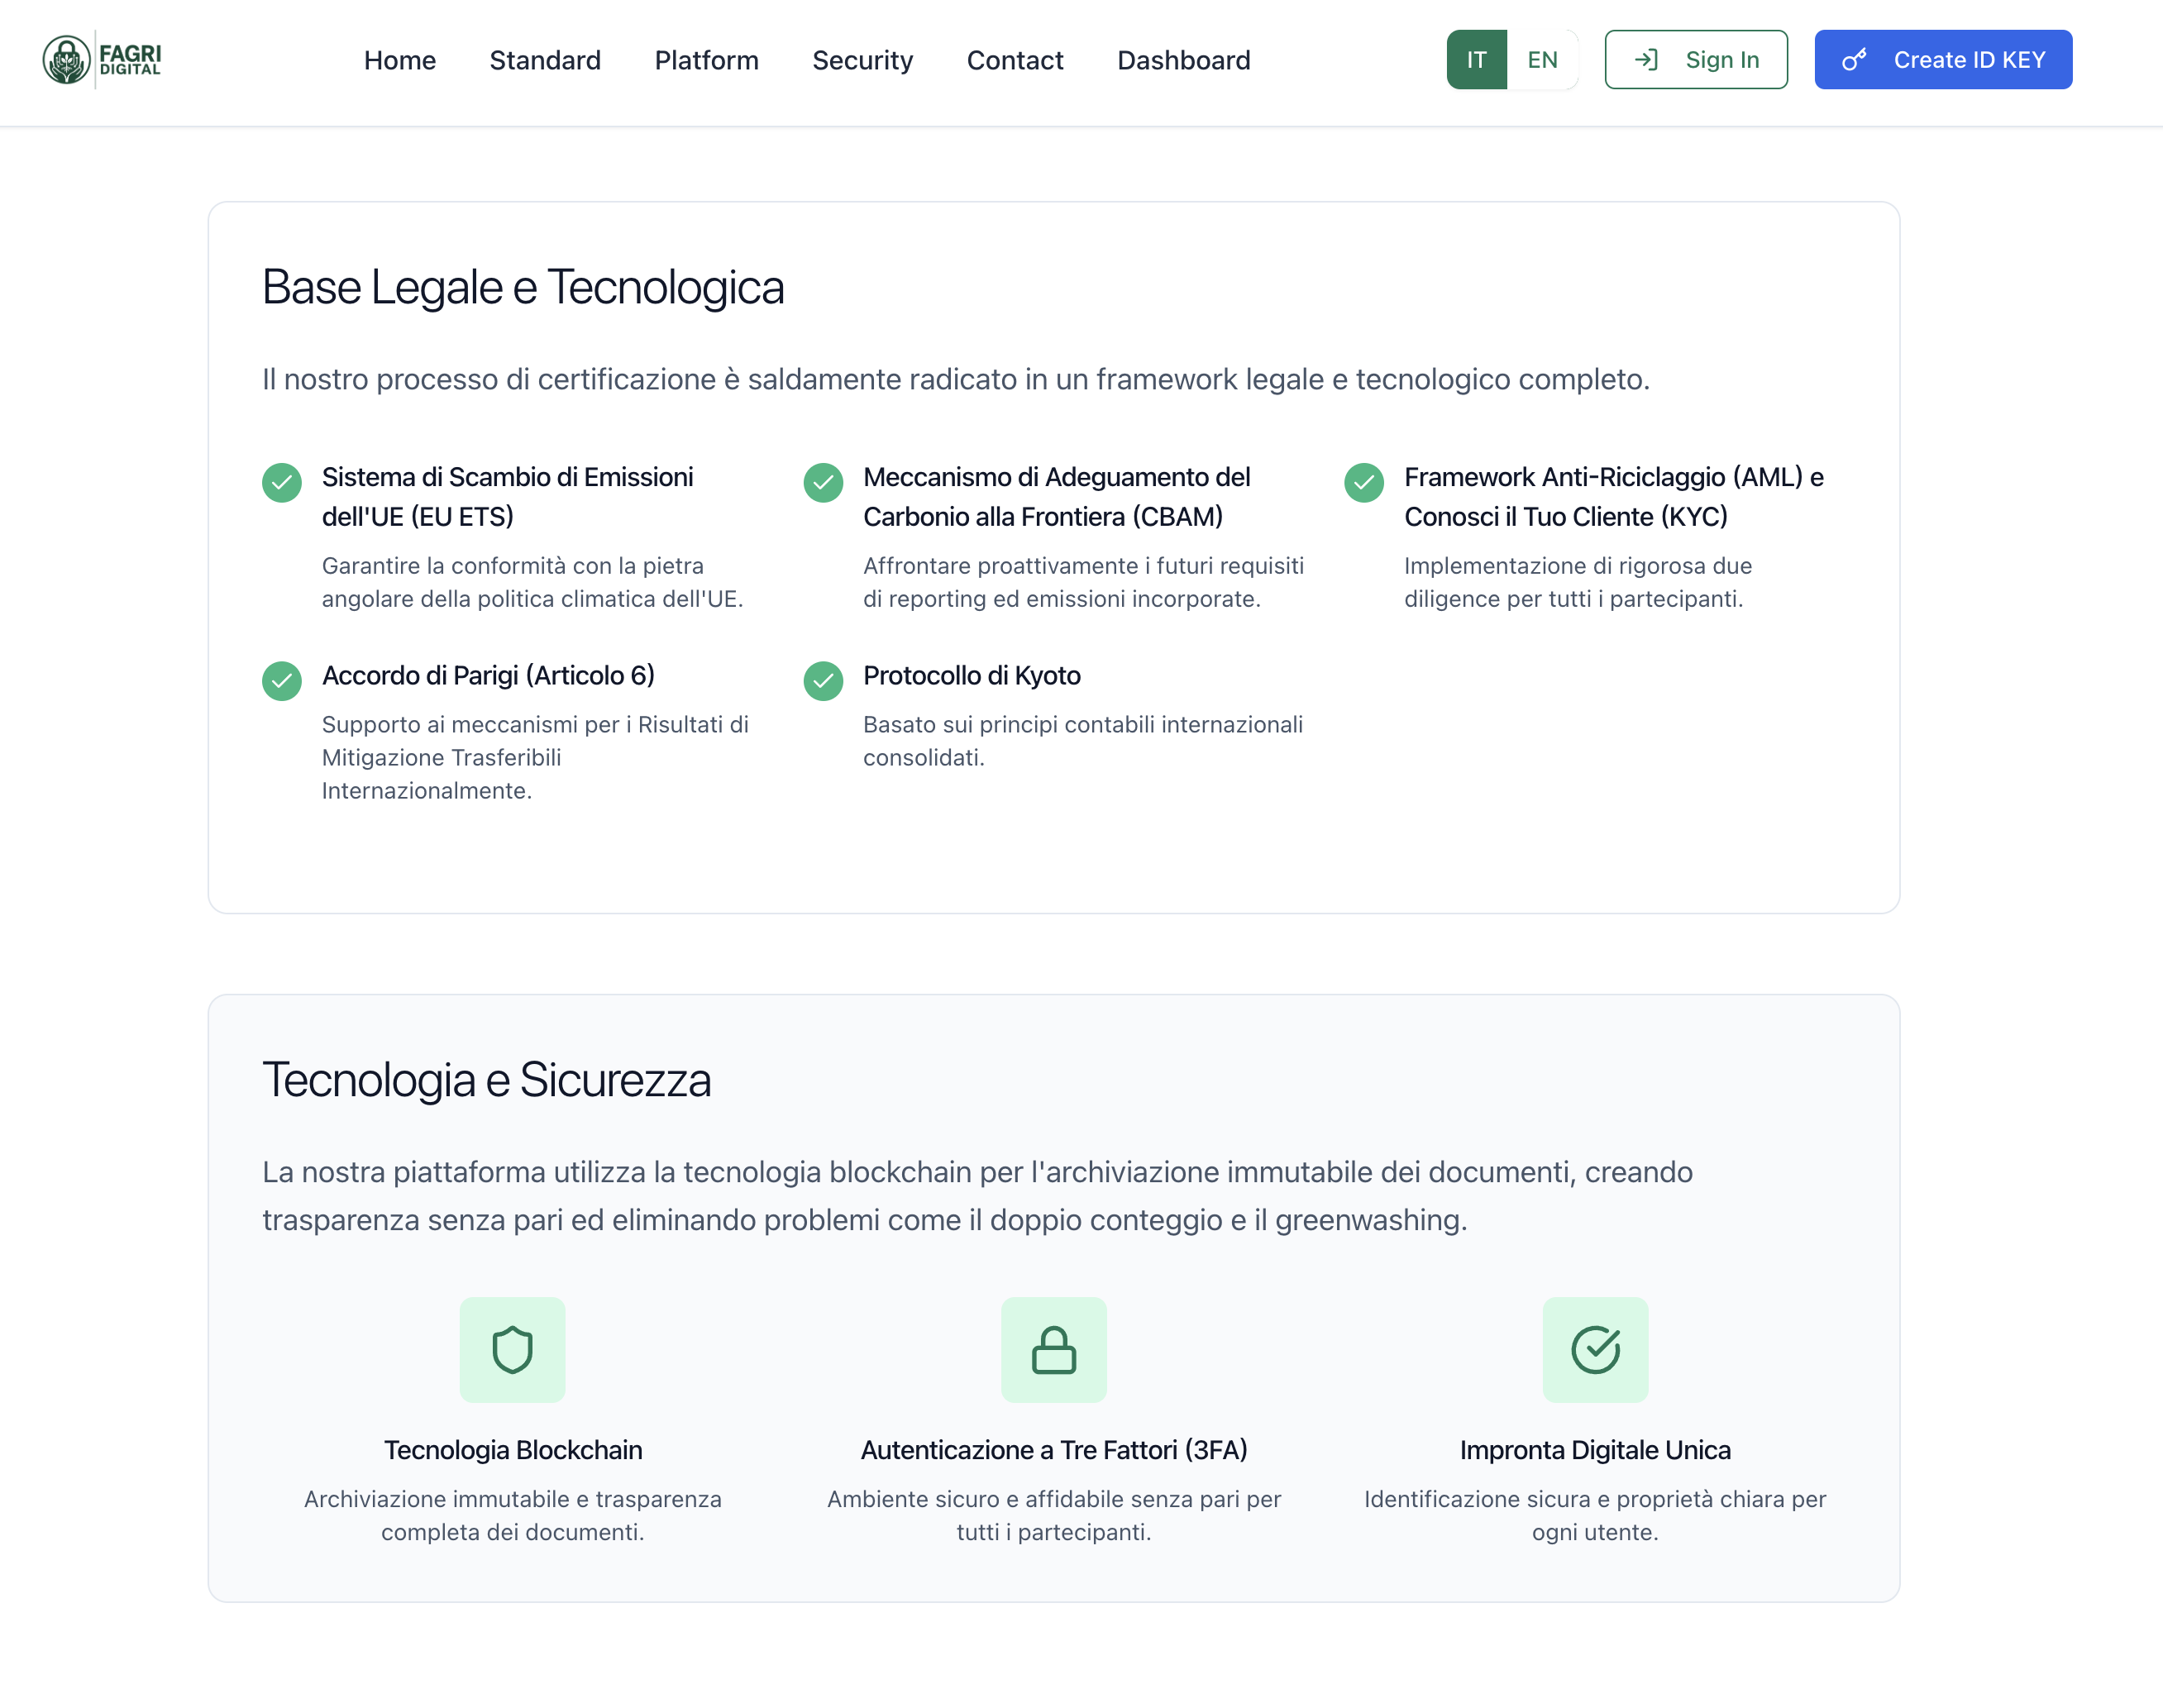 FAGRI
DIGITAL
Home Standard Platform Security Contact Dashboard IT EN Sign In Create ID KEY
Base Legale e Tecnologica
Il nostro processo di certificazione è saldamente radicato in un framework legale e tecnologico completo.
Sistema di Scambio di Emissioni
dell'UE (EU ETS)
Garantire la conformità con la pietra
angolare della politica climatica dell'UE.
Meccanismo di Adeguamento del
Carbonio alla Frontiera (CBAM)
Affrontare proattivamente i futuri requisiti
di reporting ed emissioni incorporate.
Framework Anti-Riciclaggio (AML) e
Conosci il Tuo Cliente (KYC)
Implementazione di rigorosa due
diligence per tutti i partecipanti.
Accordo di Parigi (Articolo 6)
Supporto ai meccanismi per i Risultati di
Mitigazione Trasferibili
Internazionalmente.
Protocollo di Kyoto
Basato sui principi contabili internazionali
consolidati.
Tecnologia e Sicurezza
La nostra piattaforma utilizza la tecnologia blockchain per l'archiviazione immutabile dei documenti, creando
trasparenza senza pari ed eliminando problemi come il doppio conteggio e il greenwashing.
Tecnologia Blockchain
Archiviazione immutabile e trasparenza
completa dei documenti.
Autenticazione a Tre Fattori (3FA)
Ambiente sicuro e affidabile senza pari per
tutti i partecipanti.
Impronta Digitale Unica
Identificazione sicura e proprietà chiara per
ogni utente.